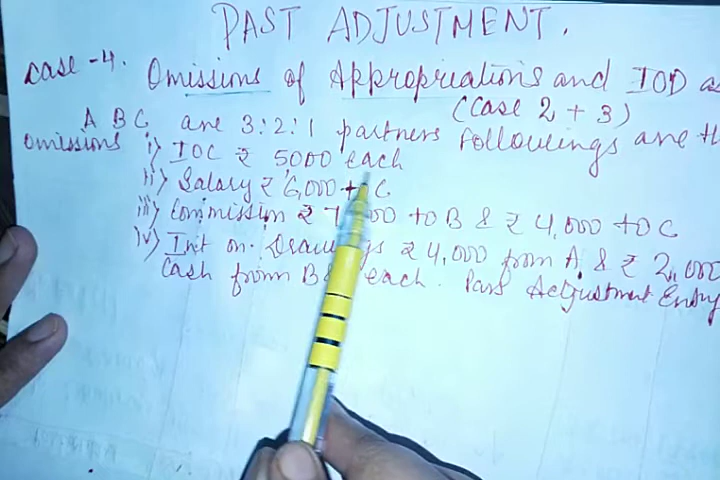 PAST ADJUSTMENT.
Case-4. Omissions of Appropriations and IOD
(Case 2 + 3)
A B C are 3:2:1 partners Followings are
omissions i) IOC ₹ 5000 each
ii) Salary ₹ 6,000 to C
iii) Commission ₹ to B & ₹ 4,000 to C
iv) Int on Drawings ₹ 4,000 from A & ₹ 2,000
each from B each. Pass Adjustment Entry